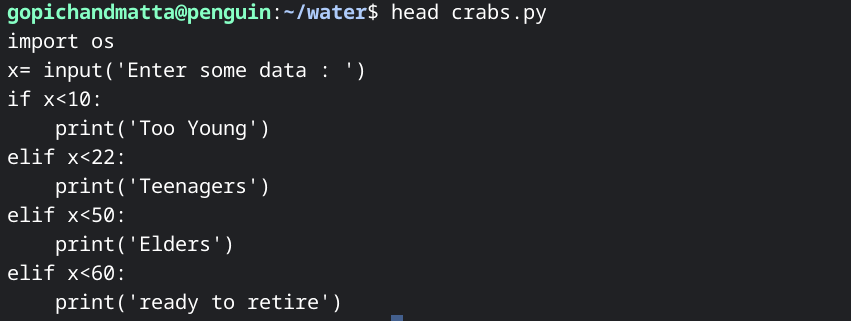 gopichandmatta@penguin:~/water$ head crabs.py
import os
x= input('Enter some data : ')
if x<10:
    print('Too Young')
elif x<22:
    print('Teenagers')
elif x<50:
    print('Elders')
elif x<60:
    print('ready to retire')